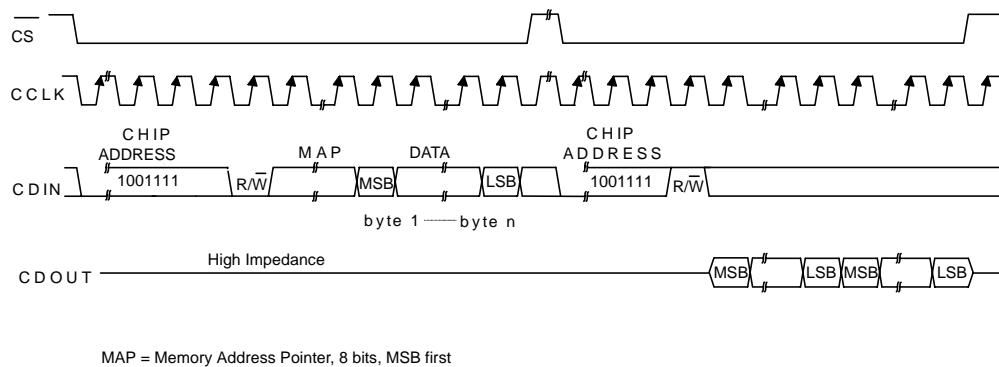 CS
CCLK
CHIP ADDRESS
CHIP ADDRESS
MAP
DATA
CDIN
1001111
R/W
MSB
LSB
1001111
R/W
byte 1
byte n
High Impedance
CDOUT
MSB
LSB
MSB
LSB
MAP = Memory Address Pointer, 8 bits, MSB first